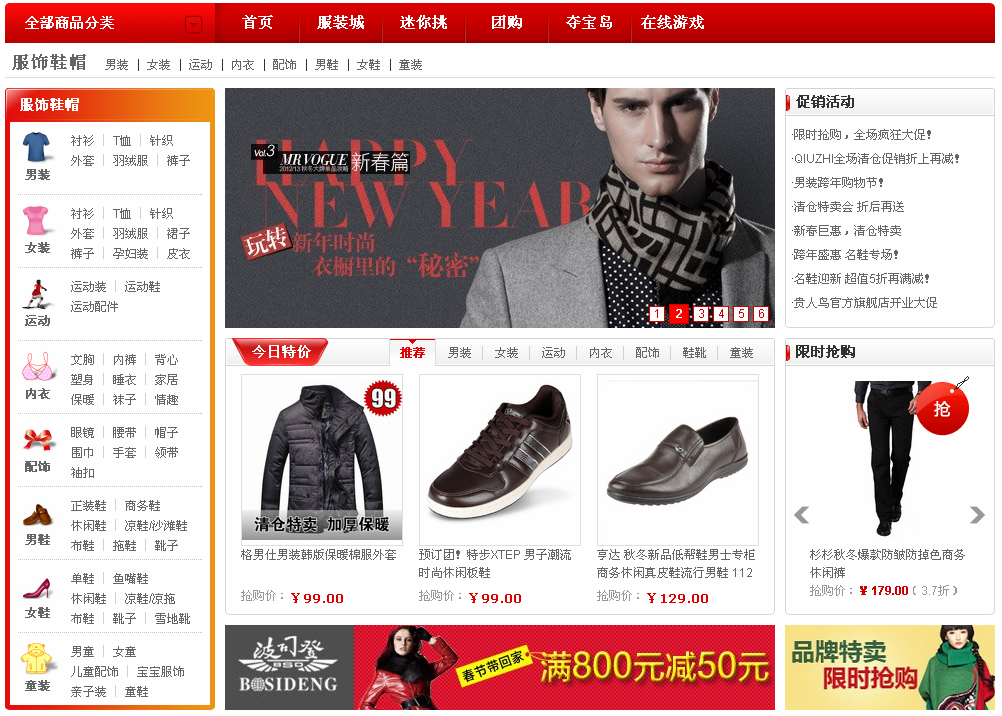 全部商品分类 首页 服装城 迷你挑 团购 夺宝岛 在线游戏
服饰鞋帽 男装 | 女装 | 运动 | 内衣 | 配饰 | 男鞋 | 女鞋 | 童装
服饰鞋帽
男装
衬衫 T恤 针织
外套 羽绒服 裤子
女装
衬衫 T恤 针织
外套 羽绒服 裙子
裤子 孕妇装 皮衣
运动
运动装 运动鞋
运动配件
内衣
文胸 内裤 背心
塑身 睡衣 家居
保暖 袜子 情趣
配饰
眼镜 腰带 帽子
围巾 手套 领带
袖扣
男鞋
正装鞋 商务鞋
休闲鞋 凉鞋/沙滩鞋
布鞋 拖鞋 靴子
女鞋
单鞋 鱼嘴鞋
休闲鞋 凉鞋/凉拖
布鞋 靴子 雪地靴
童装
男童 女童
儿童配饰 宝宝服饰
亲子装 童鞋
HAPPY
Vol.3 MRVOGUE 新春篇
2012/13 秋冬大牌单品攻略
NEW YEAR
玩转 新年时尚
衣橱里的“秘密”
1 2 3 4 5 6
促销活动
·限时抢购，全场疯狂大促！
·QIUZHI全场清仓促销折上再减！
·男装跨年购物节！
·清仓特卖会 折后再送
·新春巨惠，清仓特卖
·跨年盛惠 名鞋专场！
·名鞋迎新 超值5折再满减！
·贵人鸟官方旗舰店开业大促
今日特价 推荐 男装 女装 运动 内衣 配饰 鞋靴 童装
99
清仓特卖 加厚保暖
格男仕男装韩版保暖棉服外套
抢购价：￥99.00
预订团！特步XTEP 男子潮流
时尚休闲板鞋
抢购价：￥99.00
亨达 秋冬新品低帮鞋男士专柜
商务休闲真皮鞋流行男鞋 112
抢购价：￥129.00
限时抢购
抢
杉杉秋冬爆款防皱防掉色商务
休闲裤
抢购价：￥179.00（3.7折）
波司登
BSD
BOSIDENG
春节带回家
满800元减50元
品牌特卖
限时抢购